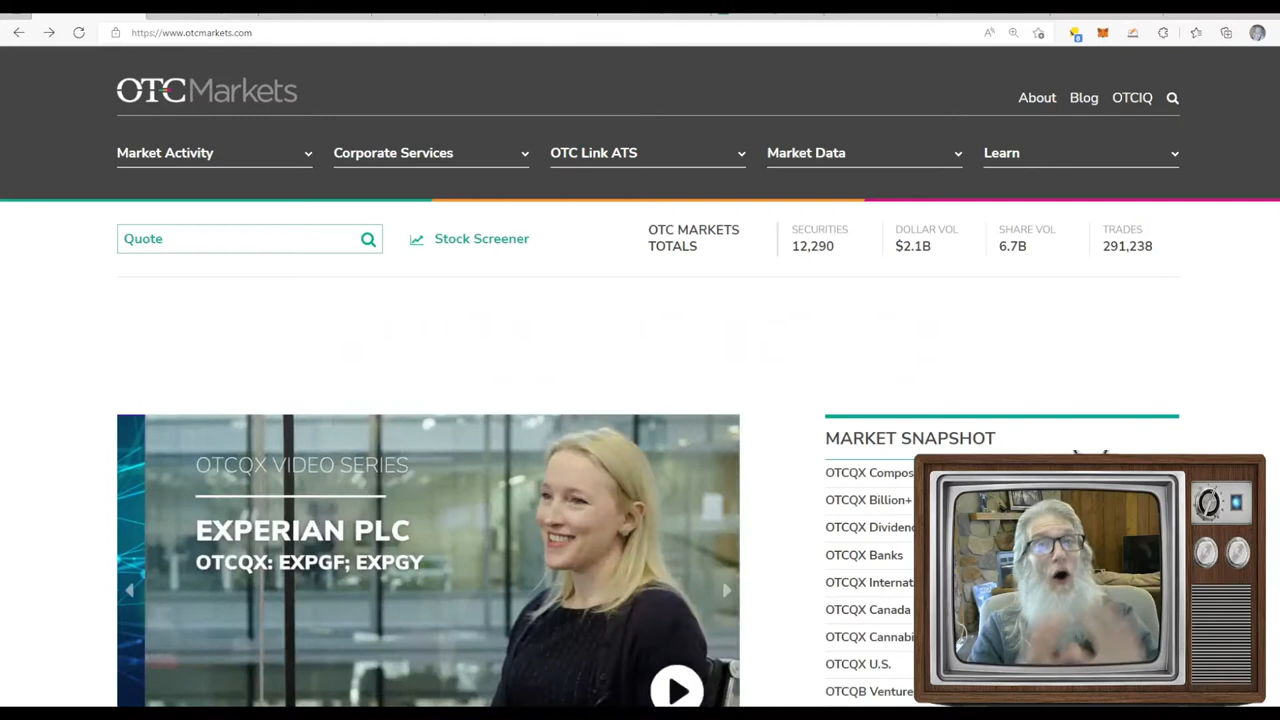 https://www.otcmarkets.com
OTCMarkets
About Blog OTCIQ
Market Activity Corporate Services OTC Link ATS Market Data Learn
Quote
Stock Screener
OTC MARKETS TOTALS
SECURITIES
12,290
DOLLAR VOL
$2.1B
SHARE VOL
6.7B
TRADES
291,238
OTCQX VIDEO SERIES
EXPERIAN PLC
OTCQX: EXPGF; EXPGY
MARKET SNAPSHOT
OTCQX Compos
OTCQX Billion+
OTCQX Dividend
OTCQX Banks
OTCQX Internat
OTCQX Canada
OTCQX Cannabi
OTCQX U.S.
OTCQB Venture